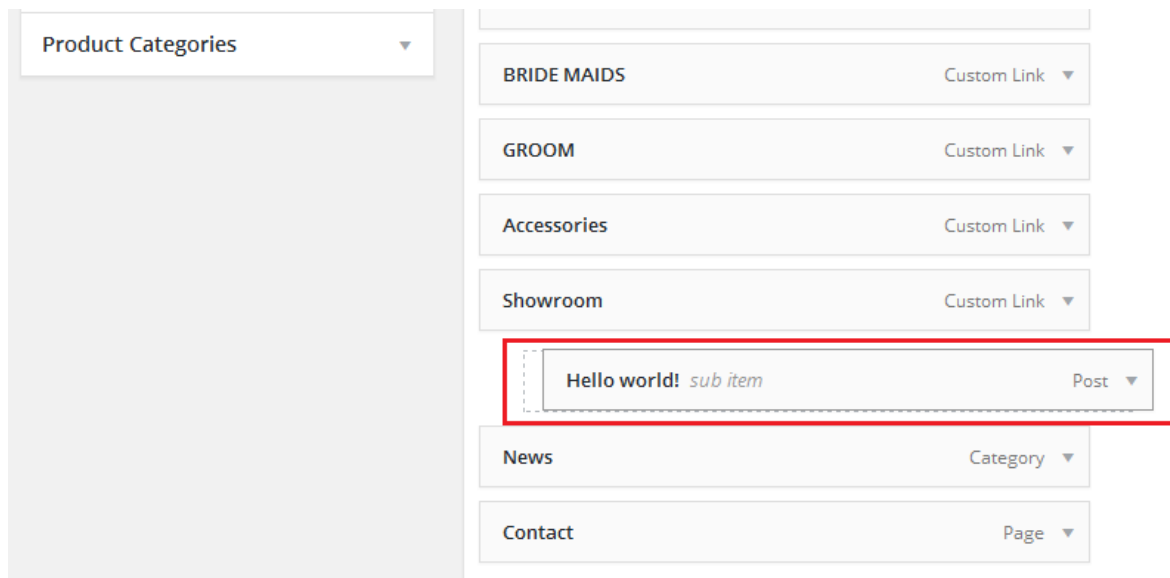 Product Categories
BRIDE MAIDS Custom Link
GROOM Custom Link
Accessories Custom Link
Showroom Custom Link
Hello world! sub item Post
News Category
Contact Page